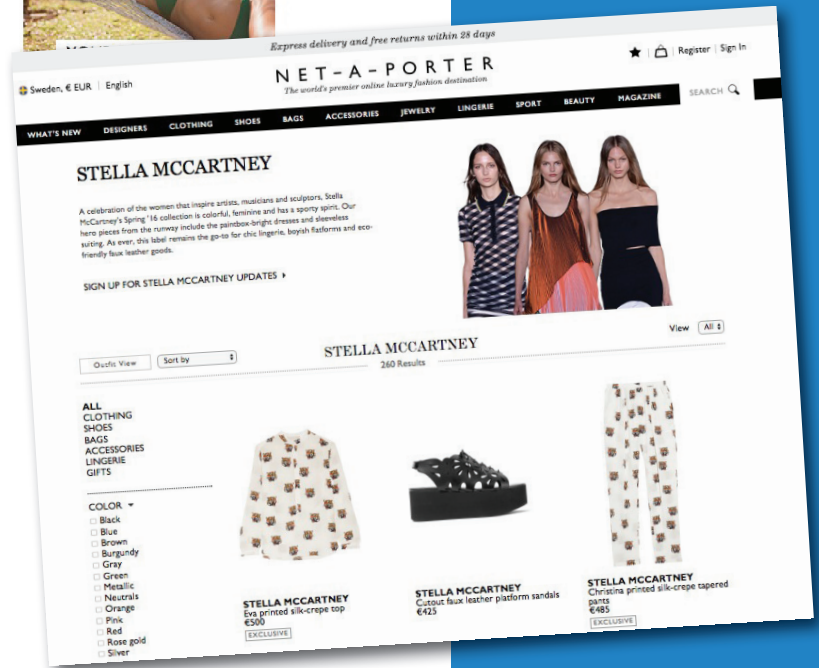 Express delivery and free returns within 28 days
Sweden, € EUR | English
NET-A-PORTER
The world's premier online luxury fashion destination
Register | Sign In
WHAT'S NEW DESIGNERS CLOTHING SHOES BAGS ACCESSORIES JEWELRY LINGERIE SPORT BEAUTY MAGAZINE SEARCH
STELLA MCCARTNEY
A celebration of the women that inspire artists, musicians and sculptors, Stella
McCartney's Spring '16 collection is colorful, feminine and has a sporty spirit. Our
hero pieces from the runway include the paintbox-bright dresses and sleeveless
suiting. As ever, this label remains the go-to for chic lingerie, boyish flatforms and eco-
friendly faux leather goods.
SIGN UP FOR STELLA MCCARTNEY UPDATES
View All
Outfit View Sort by
STELLA MCCARTNEY
260 Results
ALL
CLOTHING
SHOES
BAGS
ACCESSORIES
LINGERIE
GIFTS
COLOR
Black
Blue
Brown
Burgundy
Gray
Green
Metallic
Neutrals
Orange
Pink
Red
Rose gold
Silver
STELLA MCCARTNEY
Eva printed silk-crepe top
€500
EXCLUSIVE
STELLA MCCARTNEY
Cutout faux leather platform sandals
€425
STELLA MCCARTNEY
Christina printed silk-crepe tapered
pants
€485
EXCLUSIVE